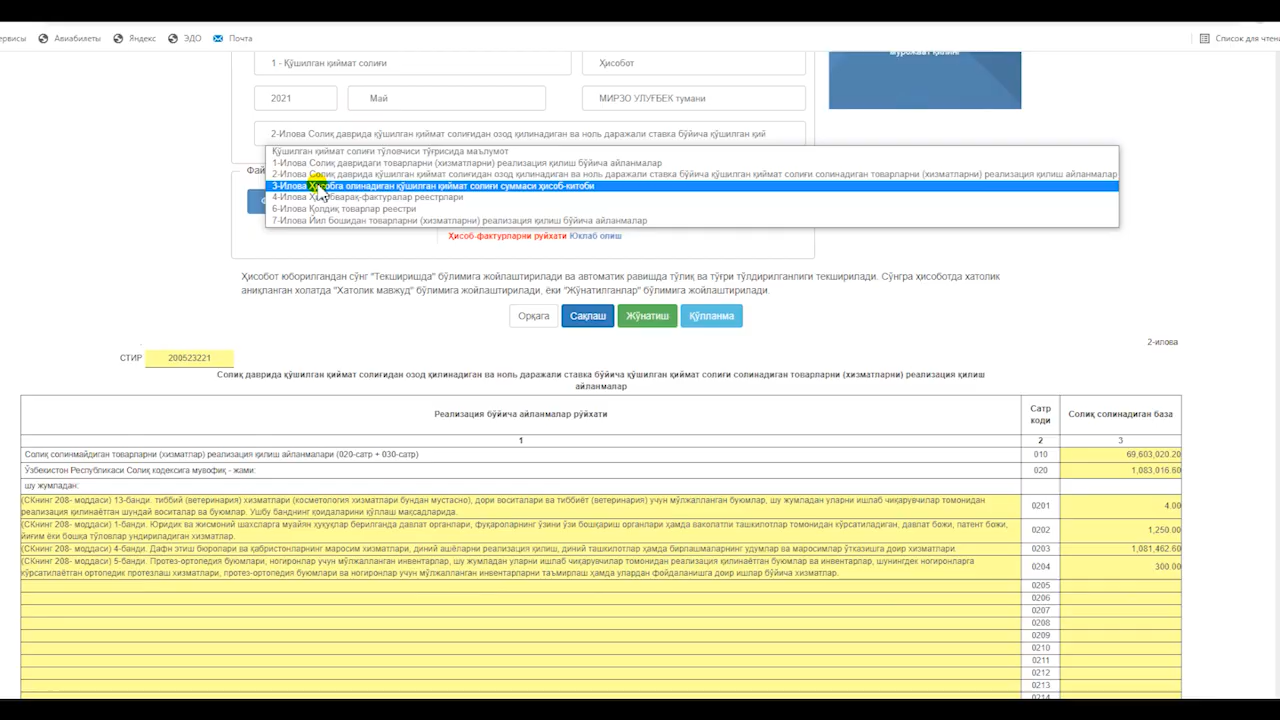 ервисы Авиабилеты Яндекс ЭДО Почта Список для чтен
мурожаат қилинг
1 - Қўшилган қиймат солиғи Ҳисобот
2021 Май МИРЗО УЛУҒБЕК тумани
2-Илова Солиқ даврида қўшилган қиймат солиғидан озод қилинадиган ва ноль даражали ставка бўйича қўшилган қий
Қўшилган қиймат солиғи тўловчиси тўғрисида маълумот
1-Илова Солиқ давридаги товарларни (хизматларни) реализация қилиш бўйича айланмалар
2-Илова Солиқ даврида қўшилган қиймат солиғидан озод қилинадиган ва ноль даражали ставка бўйича қўшилган қиймат солиғи солинадиган товарларни (хизматларни) реализация қилиш айланмалар
3-Илова Ҳисобга олинадиган қўшилган қиймат солиғи суммаси ҳисоб-китоби
4-Илова Ҳисобварақ-фактуралар реестрлари
6-Илова Қолдиқ товарлар реестри
7-Илова Йил бошидан товарларни (хизматларни) реализация қилиш бўйича айланмалар
Ҳисоб-фактурларни руйхати Юклаб олиш
Ҳисобот юборилгандан сўнг "Текширишда" бўлимига жойлаштирилади ва автоматик равишда тўлиқ ва тўғри тўлдирилганлиги текширилади. Сўнгра ҳисоботда хатолик
аниқланган холатда "Хатолик мавжуд" бўлимига жойлаштирилади, ёки "Жўнатилганлар" бўлимига жойлаштирилади.
Орқага Сақлаш Жўнатиш Қўлланма
2-илова
СТИР 200523221
Солиқ даврида қўшилган қиймат солиғидан озод қилинадиган ва ноль даражали ставка бўйича қўшилган қиймат солиғи солинадиган товарларни (хизматларни) реализация қилиш
айланмалар
Реализация бўйича айланмалар рўйхати Сатр коди Солиқ солинадиган база
1 2 3
Солиқ солинмайдиган товарларни (хизматлар) реализация қилиш айланмалари (020-сатр + 030-сатр) 010 69,603,020.20
Ўзбекистон Республикаси Солиқ кодексига мувофиқ - жами: 020 1,083,016.60
шу жумладан:
(СКнинг 208- моддаси) 13-банди. тиббий (ветеринария) хизматлари (косметология хизматлари бундан мустасно), дори воситалари ва тиббиёт (ветеринария) учун мўлжалланган буюмлар, шу жумладан уларни ишлаб чиқарувчилар томонидан
реализация қилинаётган шундай воситалар ва буюмлар. Ушбу банднинг қоидаларини қўллаш мақсадларида. 0201 4.00
(СКнинг 208- моддаси) 1-банди. Юридик ва жисмоний шахсларга муайян ҳуқуқлар берилганда давлат органлари, фуқароларнинг ўзини ўзи бошқариш органлари ҳамда ваколатли ташкилотлар томонидан кўрсатиладиган, давлат божи, патент божи,
йиғим ёки бошқа тўловлар ундириладиган хизматлар. 0202 1,250.00
(СКнинг 208- моддаси) 4-банди. Дафн этиш бюролари ва қабристонларнинг маросим хизматлари, диний ашёларни реализация қилиш, диний ташкилотлар ҳамда бирлашмаларнинг удумлар ва маросимлар ўтказишга доир хизматлари. 0203 1,081,462.60
(СКнинг 208- моддаси) 5-банди. Протез-ортопедия буюмлари, ногиронлар учун мўлжалланган инвентарлар, шу жумладан уларни ишлаб чиқарувчилар томонидан реализация қилинаётган буюмлар ва инвентарлар, шунингдек ногиронларга
кўрсатилаётган ортопедик протезлаш хизматлари, протез-ортопедия буюмлари ва ногиронлар учун мўлжалланган инвентарларни таъмирлаш ҳамда улардан фойдаланишга доир ишлар бўйича хизматлар. 0204 300.00
0205
0206
0207
0208
0209
0210
0211
0212
0213
0214